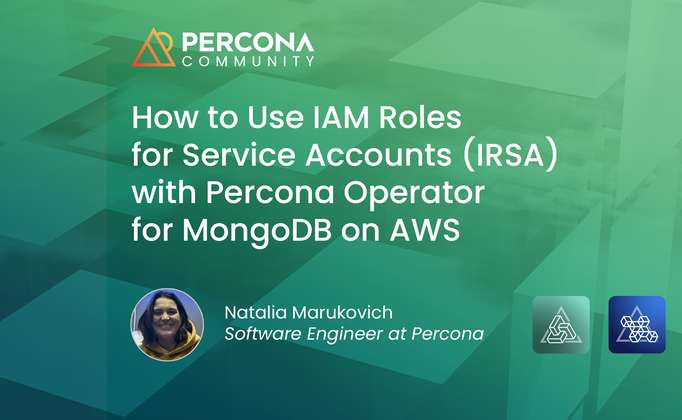 PERCONA
COMMUNITY
How to Use IAM Roles
for Service Accounts (IRSA)
with Percona Operator
for MongoDB on AWS
Natalia Marukovich
Software Engineer at Percona